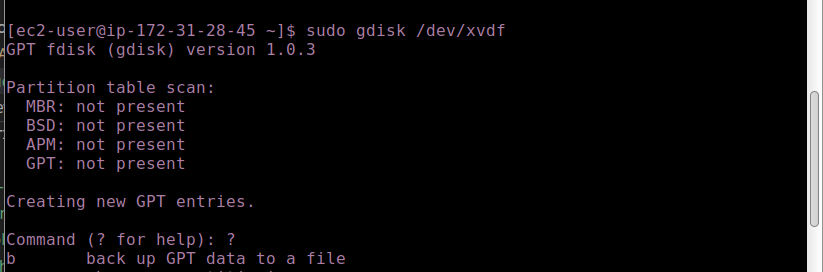 [ec2-user@ip-172-31-28-45 ~]$ sudo gdisk /dev/xvdf
GPT fdisk (gdisk) version 1.0.3
Partition table scan:
MBR: not present
BSD: not present
APM: not present
GPT: not present
Creating new GPT entries.
Command (? for help): ?
b back up GPT data to a file